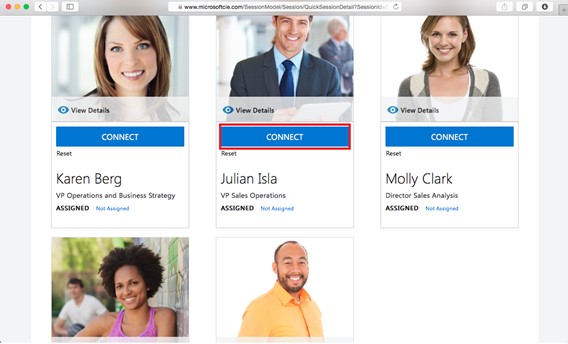 www.microsoftcie.com/SessionModel/Session/QuickSessionDetail?SessionId=
View Details
View Details
View Details
CONNECT
CONNECT
CONNECT
Reset
Reset
Reset
Karen Berg
Julian Isla
Molly Clark
VP Operations and Business Strategy
VP Sales Operations
Director Sales Analysis
ASSIGNED Not Assigned
ASSIGNED Not Assigned
ASSIGNED Not Assigned